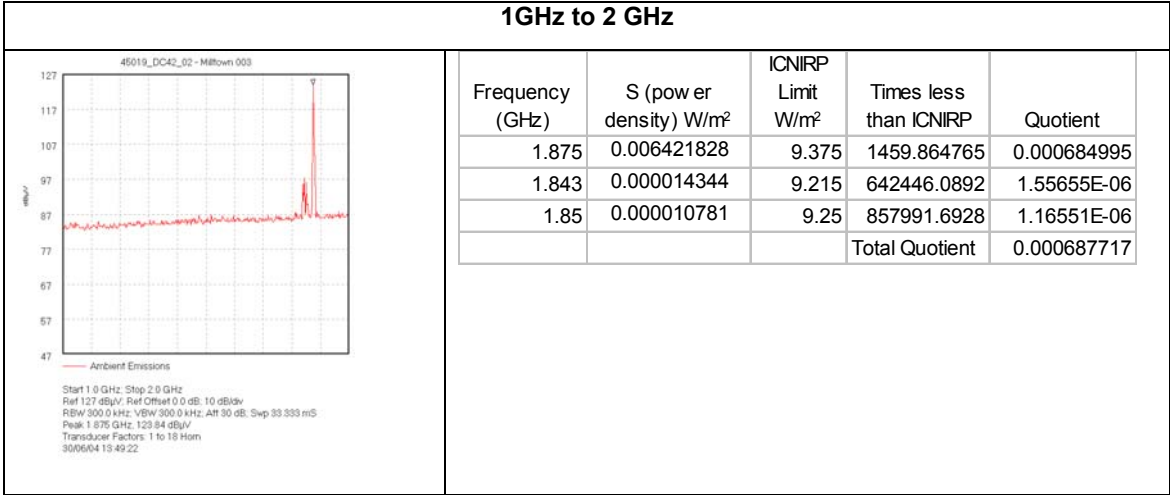 1GHz to 2 GHz
45019_DC42_02 - Milltown 003
127
117
107
97
87
77
67
57
47
dBµV
Ambient Emissions
Start 1.0 GHz; Stop 2.0 GHz
Ref 127 dBµV; Ref Offset 0.0 dB; 10 dB/div
RBW 300.0 kHz; VBW 300.0 kHz; Att 30 dB; Swp 33.333 mS
Peak 1.875 GHz, 123.84 dBµV
Transducer Factors: 1 to 18 Horn
30/06/04 13:49:22
Frequency (GHz) S (pow er density) W/m² ICNIRP Limit W/m² Times less than ICNIRP Quotient
1.875 0.006421828 9.375 1459.864765 0.000684995
1.843 0.000014344 9.215 642446.0892 1.55655E-06
1.85 0.000010781 9.25 857991.6928 1.16551E-06
Total Quotient 0.000687717